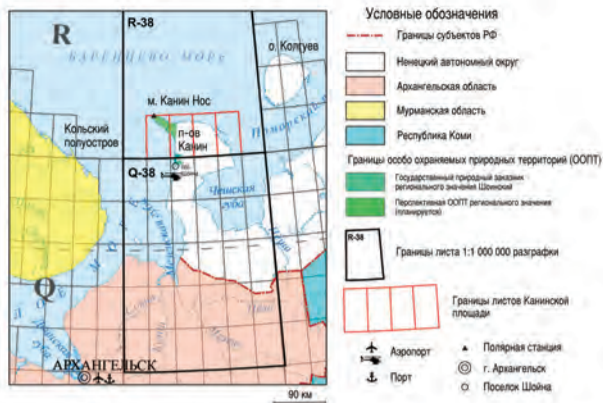 R
R-38
БАРЕНЦЕВО МОРЕ
о. Колгуев
м. Канин Нос
Кольский
полуостров
п-ов
Канин
Q-38
Чешская
губа
Q
АРХАНГЕЛЬСК
90 км
Условные обозначения
Границы субъектов РФ
Ненецкий автономный округ
Архангельская область
Мурманская область
Республика Коми
Границы особо охраняемых природных территорий (ООПТ)
Государственный природный заказник
регионального значения Шоинский
Перспективная ООПТ регионального значения
(планируется)
R-38
Границы листа 1:1 000 000 разграфки
Границы листов Канинской
площади
Аэропорт
Порт
Полярная станция
г. Архангельск
Поселок Шойна